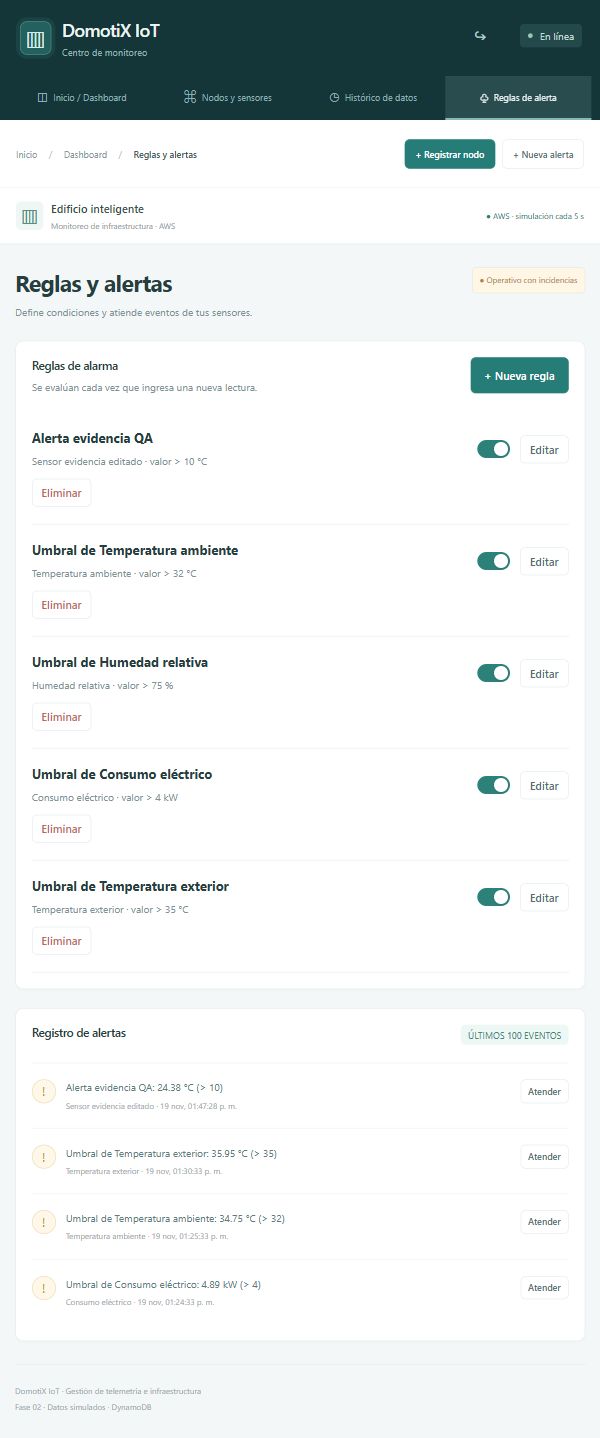 DomotiX IoT
Centro de monitoreo
En línea
Inicio / Dashboard
Nodos y sensores
Histórico de datos
Reglas de alerta
Inicio / Dashboard / Reglas y alertas
+ Registrar nodo
+ Nueva alerta
Edificio inteligente
Monitoreo de infraestructura · AWS
● AWS · simulación cada 5 s
Reglas y alertas
● Operativo con incidencias
Define condiciones y atiende eventos de tus sensores.
Reglas de alarma
Se evalúan cada vez que ingresa una nueva lectura.
+ Nueva regla
Alerta evidencia QA
Sensor evidencia editado · valor > 10 °C
Editar
Eliminar
Umbral de Temperatura ambiente
Temperatura ambiente · valor > 32 °C
Editar
Eliminar
Umbral de Humedad relativa
Humedad relativa · valor > 75 %
Editar
Eliminar
Umbral de Consumo eléctrico
Consumo eléctrico · valor > 4 kW
Editar
Eliminar
Umbral de Temperatura exterior
Temperatura exterior · valor > 35 °C
Editar
Eliminar
Registro de alertas
ÚLTIMOS 100 EVENTOS
! Alerta evidencia QA: 24.38 °C (> 10)
Sensor evidencia editado · 19 nov, 01:47:28 p. m.
Atender
! Umbral de Temperatura exterior: 35.95 °C (> 35)
Temperatura exterior · 19 nov, 01:30:33 p. m.
Atender
! Umbral de Temperatura ambiente: 34.75 °C (> 32)
Temperatura ambiente · 19 nov, 01:25:33 p. m.
Atender
! Umbral de Consumo eléctrico: 4.89 kW (> 4)
Consumo eléctrico · 19 nov, 01:24:33 p. m.
Atender
DomotiX IoT · Gestión de telemetría e infraestructura
Fase 02 · Datos simulados · DynamoDB